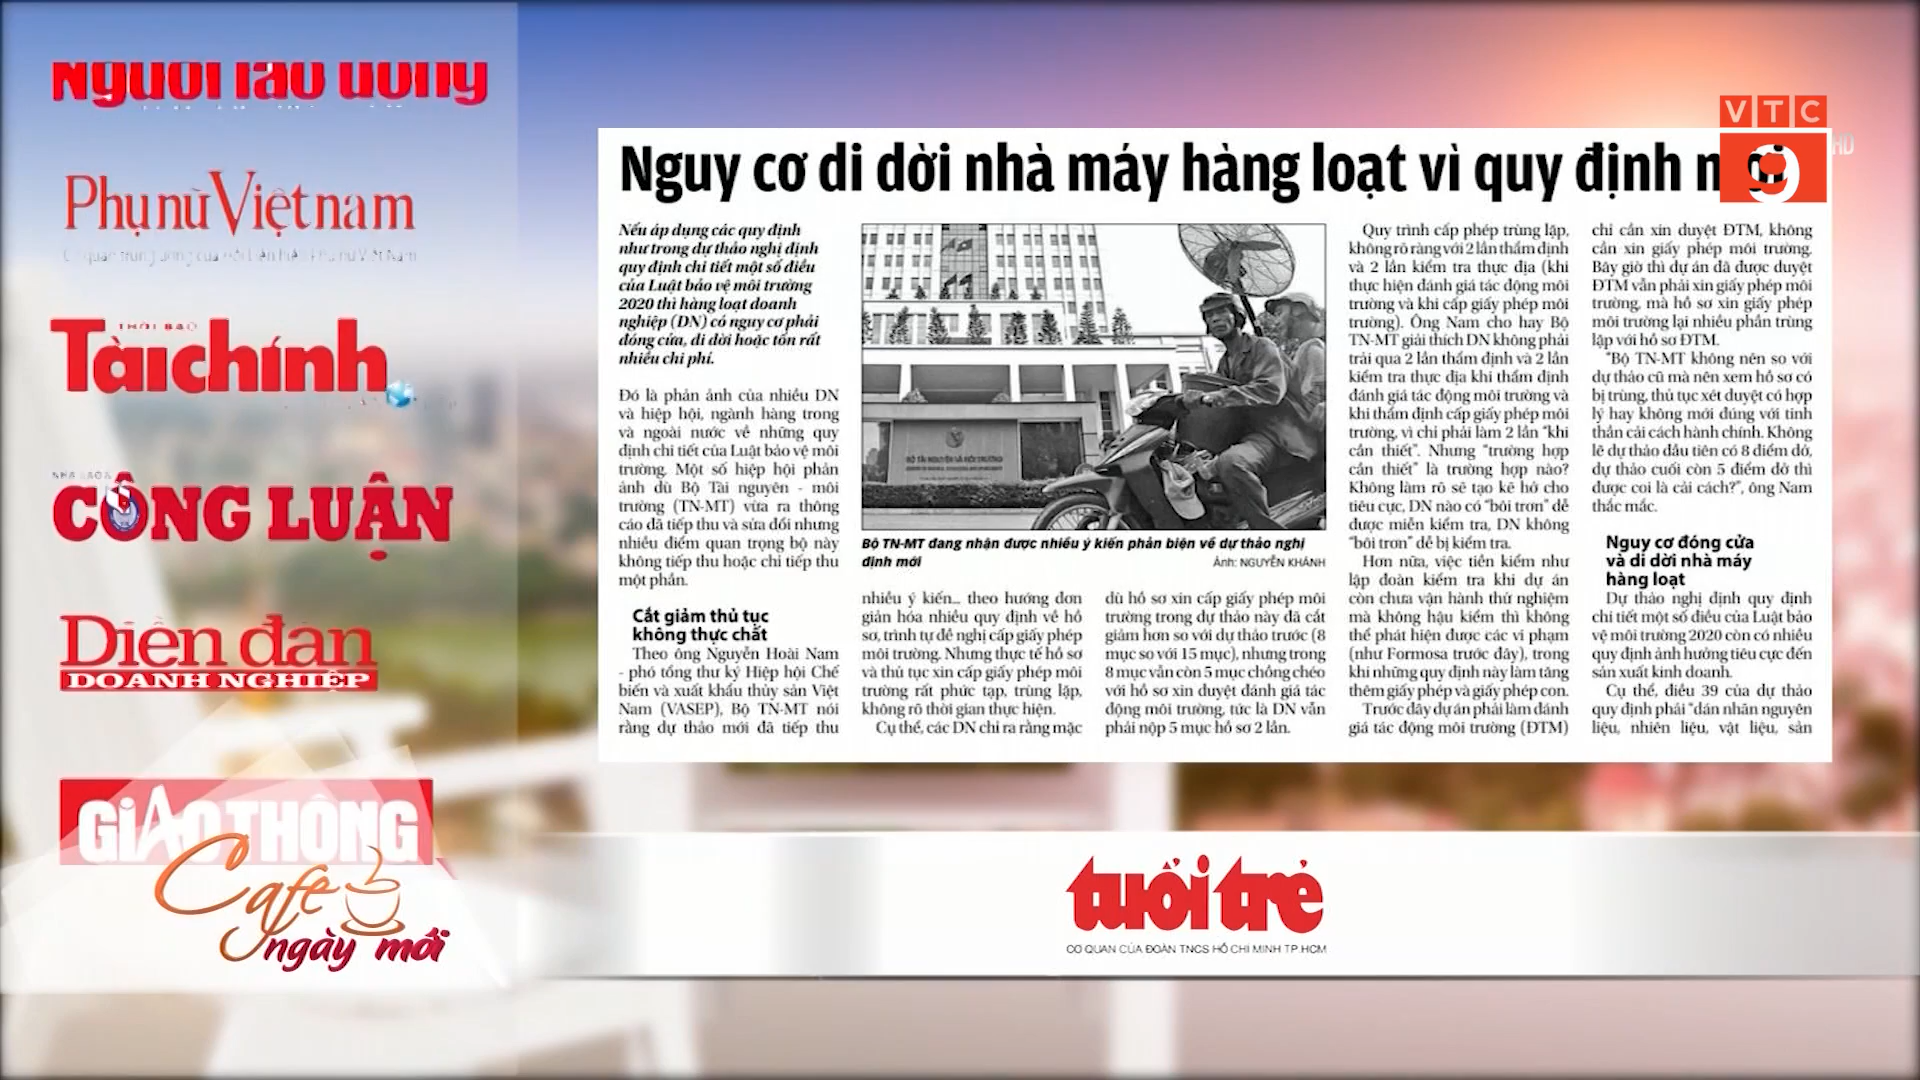 Người lao động
Phụ nữ Việt nam
Cơ quan trung ương của Hội Liên hiệp Phụ nữ Việt Nam
THỜI BÁO
Tài chính
NHÀ BÁO &
CÔNG LUẬN
Diễn đàn
DOANH NGHIỆP
GIAO THÔNG
Cafe
ngày mới
VTC
9
HD
Nguy cơ di dời nhà máy hàng loạt vì quy định mới
Nếu áp dụng các quy định
như trong dự thảo nghị định
quy định chi tiết một số điều
của Luật bảo vệ môi trường
2020 thì hàng loạt doanh
nghiệp (DN) có nguy cơ phải
đóng cửa, di dời hoặc tốn rất
nhiều chi phí.
Đó là phản ánh của nhiều DN
và hiệp hội, ngành hàng trong
và ngoài nước về những quy
định chi tiết của Luật bảo vệ môi
trường. Một số hiệp hội phản
ánh dù Bộ Tài nguyên - môi
trường (TN-MT) vừa ra thông
cáo đã tiếp thu và sửa đổi nhưng
nhiều điểm quan trọng bộ này
không tiếp thu hoặc chỉ tiếp thu
một phần.
Cắt giảm thủ tục
không thực chất
Theo ông Nguyễn Hoài Nam
- phó tổng thư ký Hiệp hội Chế
biến và xuất khẩu thủy sản Việt
Nam (VASEP), Bộ TN-MT nói
rằng dự thảo mới đã tiếp thu
BỘ TÀI NGUYÊN VÀ MÔI TRƯỜNG
Bộ TN-MT đang nhận được nhiều ý kiến phản biện về dự thảo nghị
định mới
Ảnh: NGUYỄN KHÁNH
nhiều ý kiến... theo hướng đơn
giản hóa nhiều quy định về hồ
sơ, trình tự đề nghị cấp giấy phép
môi trường. Nhưng thực tế hồ sơ
và thủ tục xin cấp giấy phép môi
trường rất phức tạp, trùng lặp,
không rõ thời gian thực hiện.
Cụ thể, các DN chỉ ra rằng mặc
dù hồ sơ xin cấp giấy phép môi
trường trong dự thảo này đã cắt
giảm hơn so với dự thảo trước (8
mục so với 15 mục), nhưng trong
8 mục vẫn còn 5 mục chồng chéo
với hồ sơ xin duyệt đánh giá tác
động môi trường, tức là DN vẫn
phải nộp 5 mục hồ sơ 2 lần.
Quy trình cấp phép trùng lặp,
không rõ ràng với 2 lần thẩm định
và 2 lần kiểm tra thực địa (khi
thực hiện đánh giá tác động môi
trường và khi cấp giấy phép môi
trường). Ông Nam cho hay Bộ
TN-MT giải thích DN không phải
trải qua 2 lần thẩm định và 2 lần
kiểm tra thực địa khi thẩm định
đánh giá tác động môi trường và
khi thẩm định cấp giấy phép môi
trường, vì chỉ phải làm 2 lần "khi
cần thiết". Nhưng "trường hợp
cần thiết" là trường hợp nào?
Không làm rõ sẽ tạo kẽ hở cho
tiêu cực, DN nào có "bôi trơn" dễ
được miễn kiểm tra, DN không
"bôi trơn" dễ bị kiểm tra.
Hơn nữa, việc tiền kiểm như
lập đoàn kiểm tra khi dự án
còn chưa vận hành thử nghiệm
mà không hậu kiểm thì không
thể phát hiện được các vi phạm
(như Formosa trước đây), trong
khi những quy định này làm tăng
thêm giấy phép và giấy phép con.
Trước đây dự án phải làm đánh
giá tác động môi trường (ĐTM)
chỉ cần xin duyệt ĐTM, không
cần xin giấy phép môi trường.
Bây giờ thì dự án đã được duyệt
ĐTM vẫn phải xin giấy phép môi
trường, mà hồ sơ xin giấy phép
môi trường lại nhiều phần trùng
lặp với hồ sơ ĐTM.
"Bộ TN-MT không nên so với
dự thảo cũ mà nên xem hồ sơ có
bị trùng, thủ tục xét duyệt có hợp
lý hay không mới đúng với tinh
thần cải cách hành chính. Không
lẽ dự thảo đầu tiên có 8 điểm dở,
dự thảo cuối còn 5 điểm dở thì
được coi là cải cách?", ông Nam
thắc mắc.
Nguy cơ đóng cửa
và di dời nhà máy
hàng loạt
Dự thảo nghị định quy định
chi tiết một số điều của Luật bảo
vệ môi trường 2020 còn có nhiều
quy định ảnh hưởng tiêu cực đến
sản xuất kinh doanh.
Cụ thể, điều 39 của dự thảo
quy định phải "dán nhãn nguyên
liệu, nhiên liệu, vật liệu, sản
tuổi trẻ
CƠ QUAN CỦA ĐOÀN TNCS HỒ CHÍ MINH TP.HCM